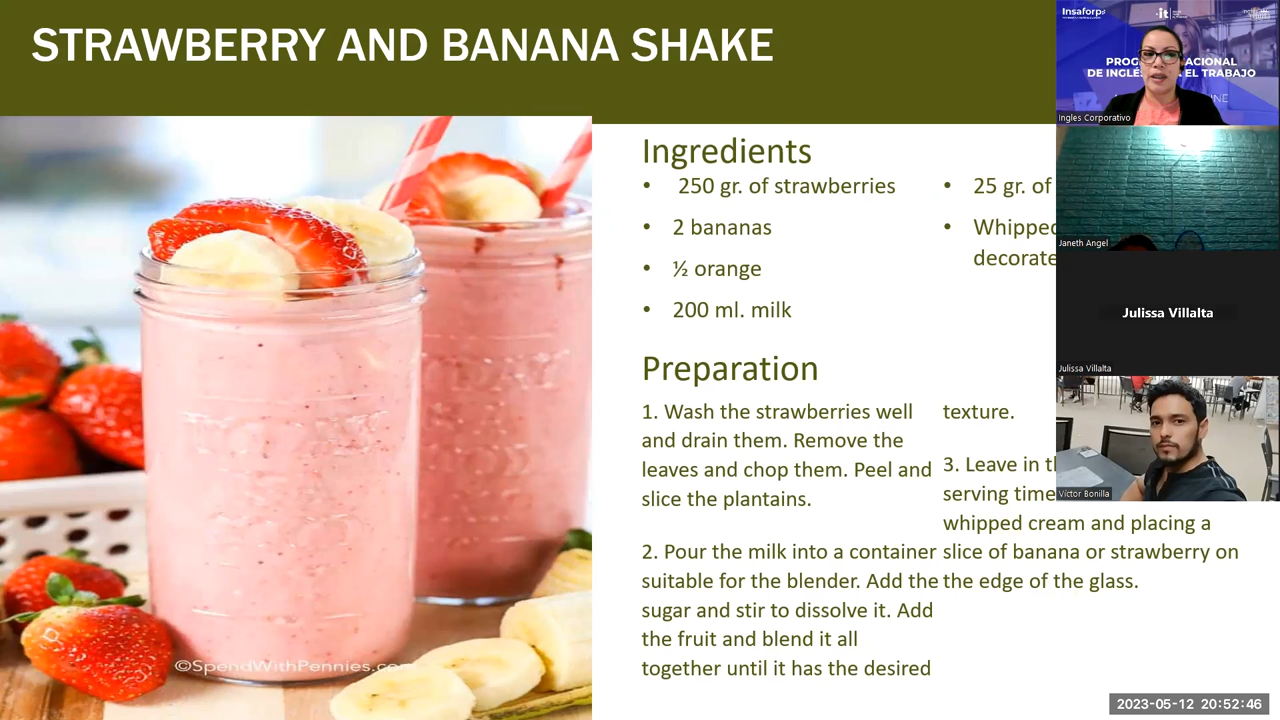 STRAWBERRY AND BANANA SHAKE
Ingredients
• 250 gr. of strawberries
• 2 bananas
• ½ orange
• 200 ml. milk
• 25 gr. of
• Whipped
decorate
Preparation
1. Wash the strawberries well
and drain them. Remove the
leaves and chop them. Peel and
slice the plantains.
2. Pour the milk into a container
suitable for the blender. Add the
sugar and stir to dissolve it. Add
the fruit and blend it all
together until it has the desired
texture.
3. Leave in
serving time
whipped cream and placing a
slice of banana or strawberry on
the edge of the glass.
©SpendWithPennies.com
Insaforp
it
DE INGLÉS EL TRABAJO
Ingles Corporativo
Janeth Angel
Julissa Villalta
Julissa Villalta
Víctor Bonilla
2023-05-12 20:52:46